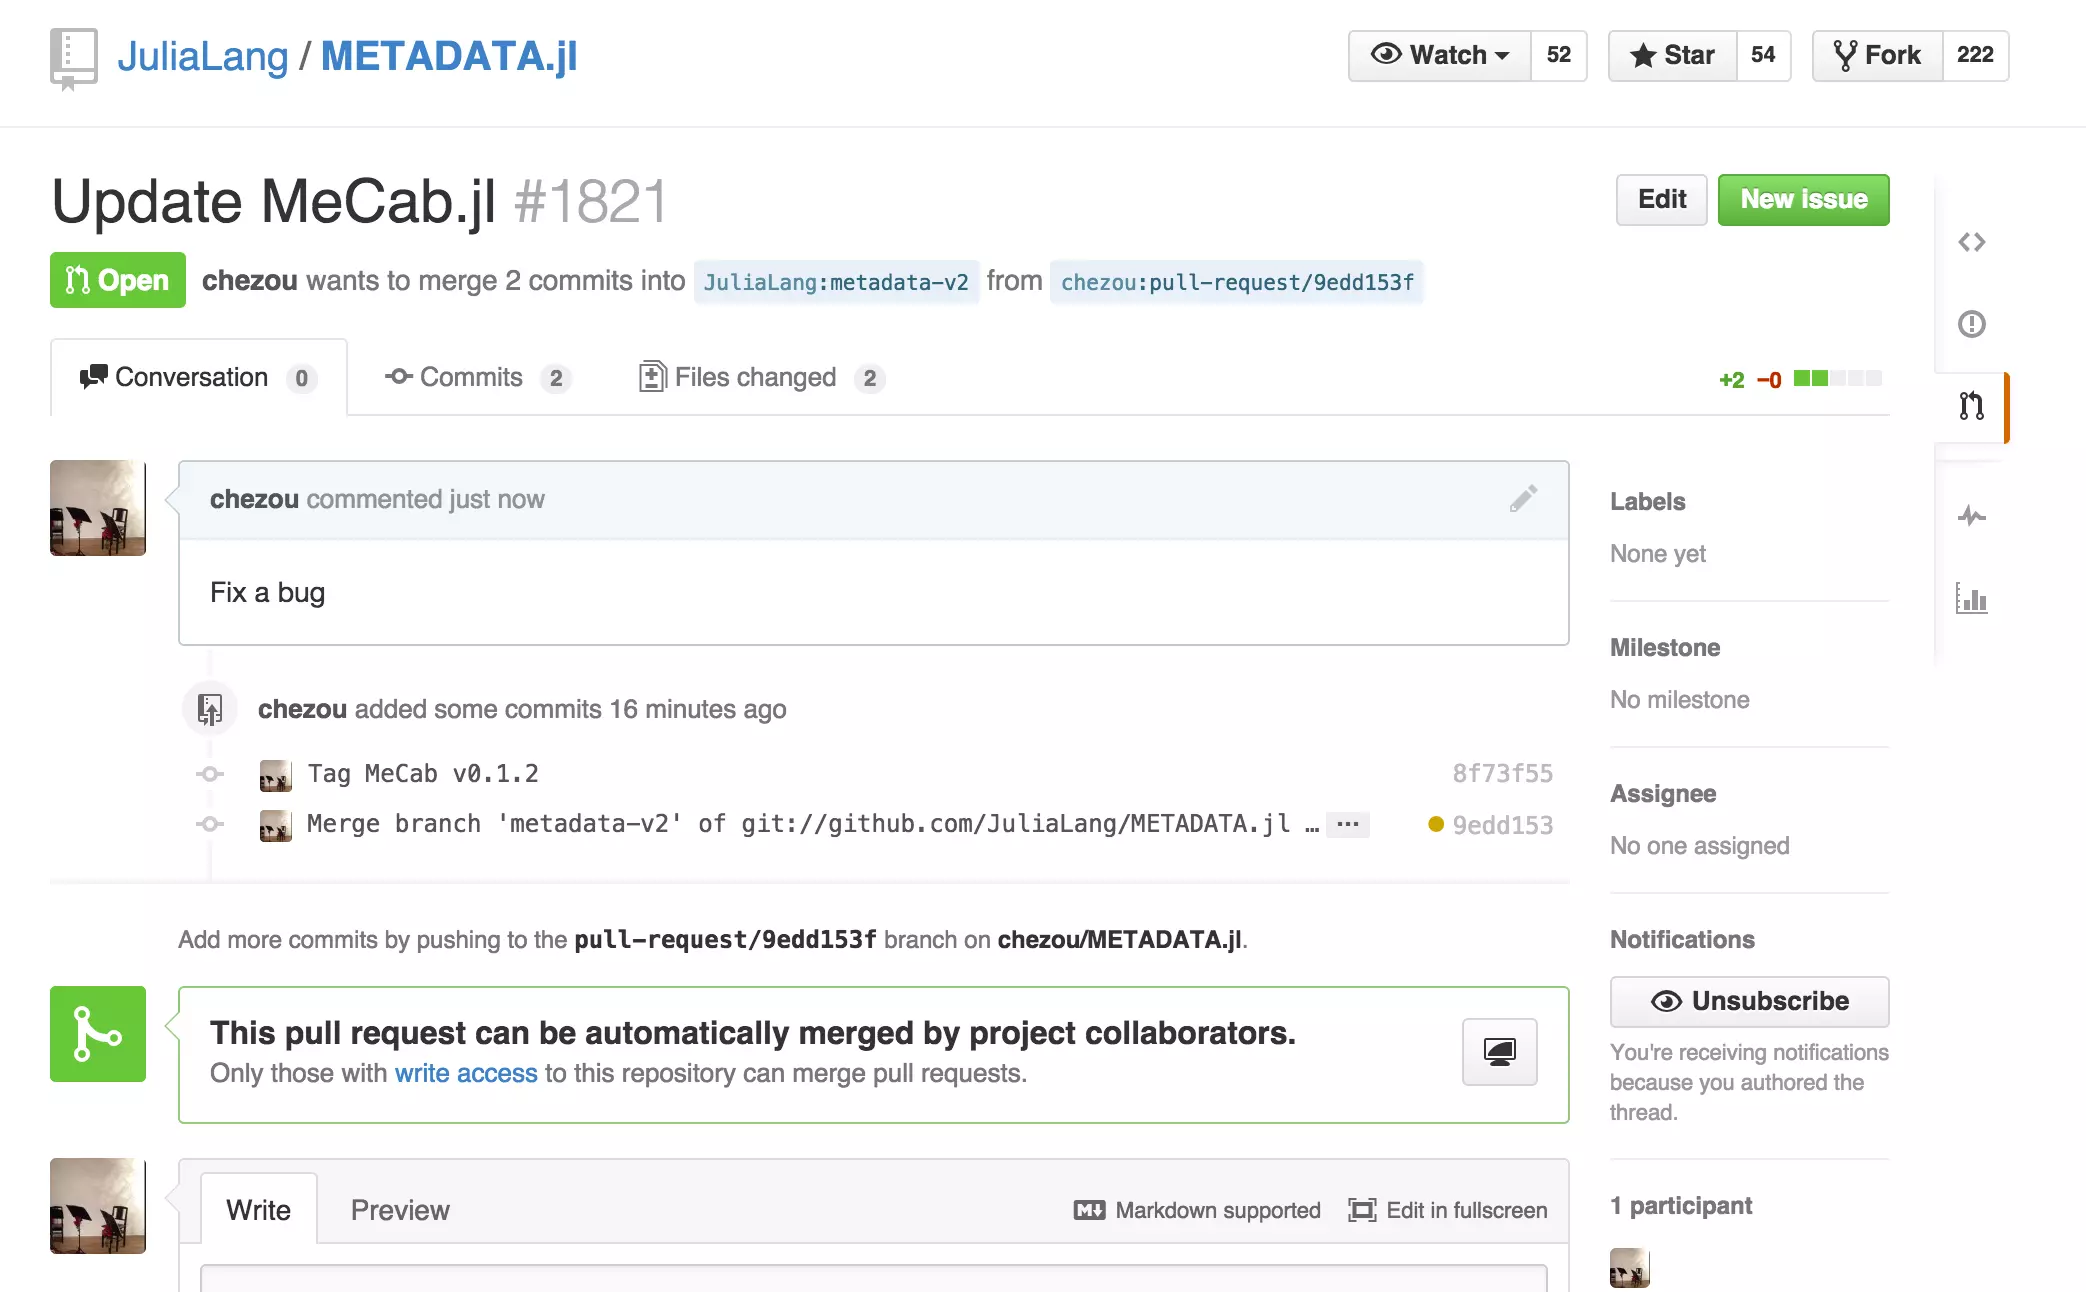 JuliaLang / METADATA.jl
Watch 52 Star 54 Fork 222
Update MeCab.jl #1821
Edit New issue
Open chezou wants to merge 2 commits into JuliaLang:metadata-v2 from chezou:pull-request/9edd153f
Conversation 0 Commits 2 Files changed 2 +2 −0
chezou commented just now
Fix a bug
chezou added some commits 16 minutes ago
Tag MeCab v0.1.2 8f73f55
Merge branch 'metadata-v2' of git://github.com/JuliaLang/METADATA.jl … ... 9edd153
Add more commits by pushing to the pull-request/9edd153f branch on chezou/METADATA.jl.
This pull request can be automatically merged by project collaborators.
Only those with write access to this repository can merge pull requests.
Write Preview Markdown supported Edit in fullscreen
Labels
None yet
Milestone
No milestone
Assignee
No one assigned
Notifications
Unsubscribe
You're receiving notifications
because you authored the
thread.
1 participant